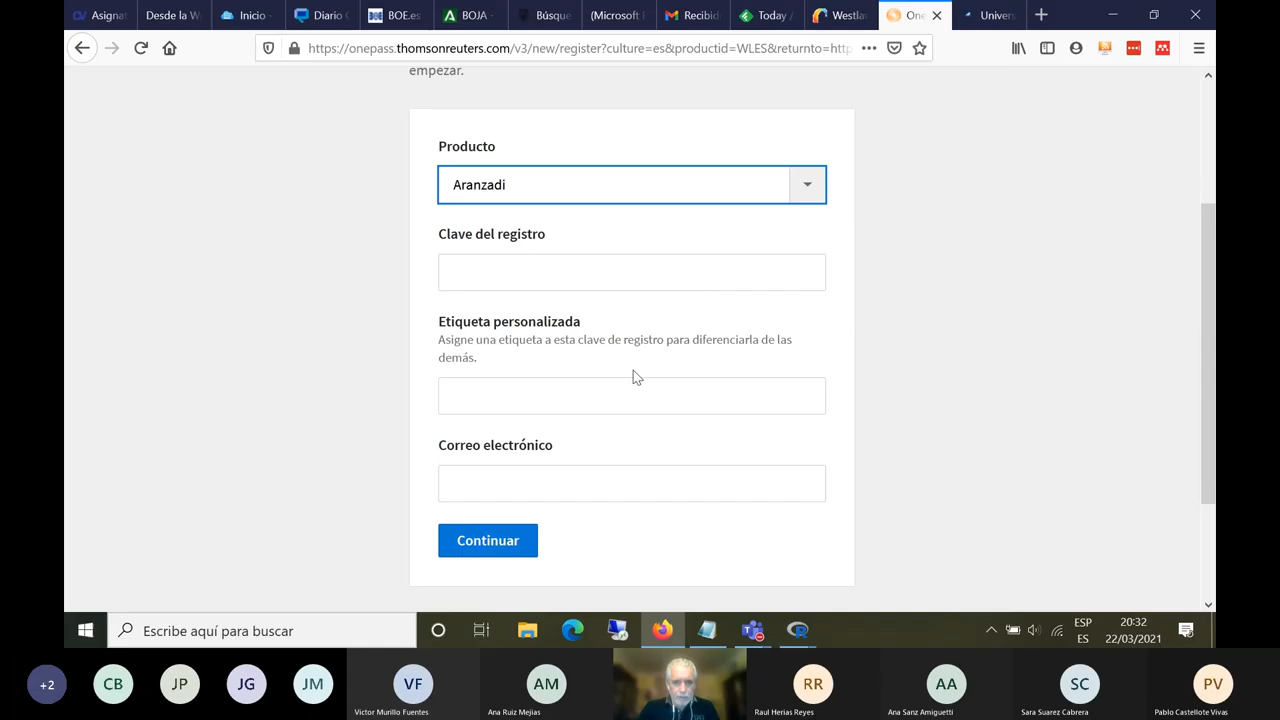 Asignat
Desde la W
Inicio -
Diario O
BOE.es
BOJA -
Búsque
(Microsoft
Recibid
Today /
Westla
One
Univers
https://onepass.thomsonreuters.com/v3/new/register?culture=es&productid=WLES&returnto=http
empezar.
Producto
Aranzadi
Clave del registro
Etiqueta personalizada
Asigne una etiqueta a esta clave de registro para diferenciarla de las
demás.
Correo electrónico
Continuar
Escribe aquí para buscar
ESP
ES
20:32
22/03/2021
+2
CB
JP
JG
JM
VF
AM
RR
AA
SC
PV
Victor Murillo Fuentes
Ana Ruiz Mejias
Raul Herias Reyes
Ana Sanz Amiguetti
Sara Suarez Cabrera
Pablo Castellote Vivas